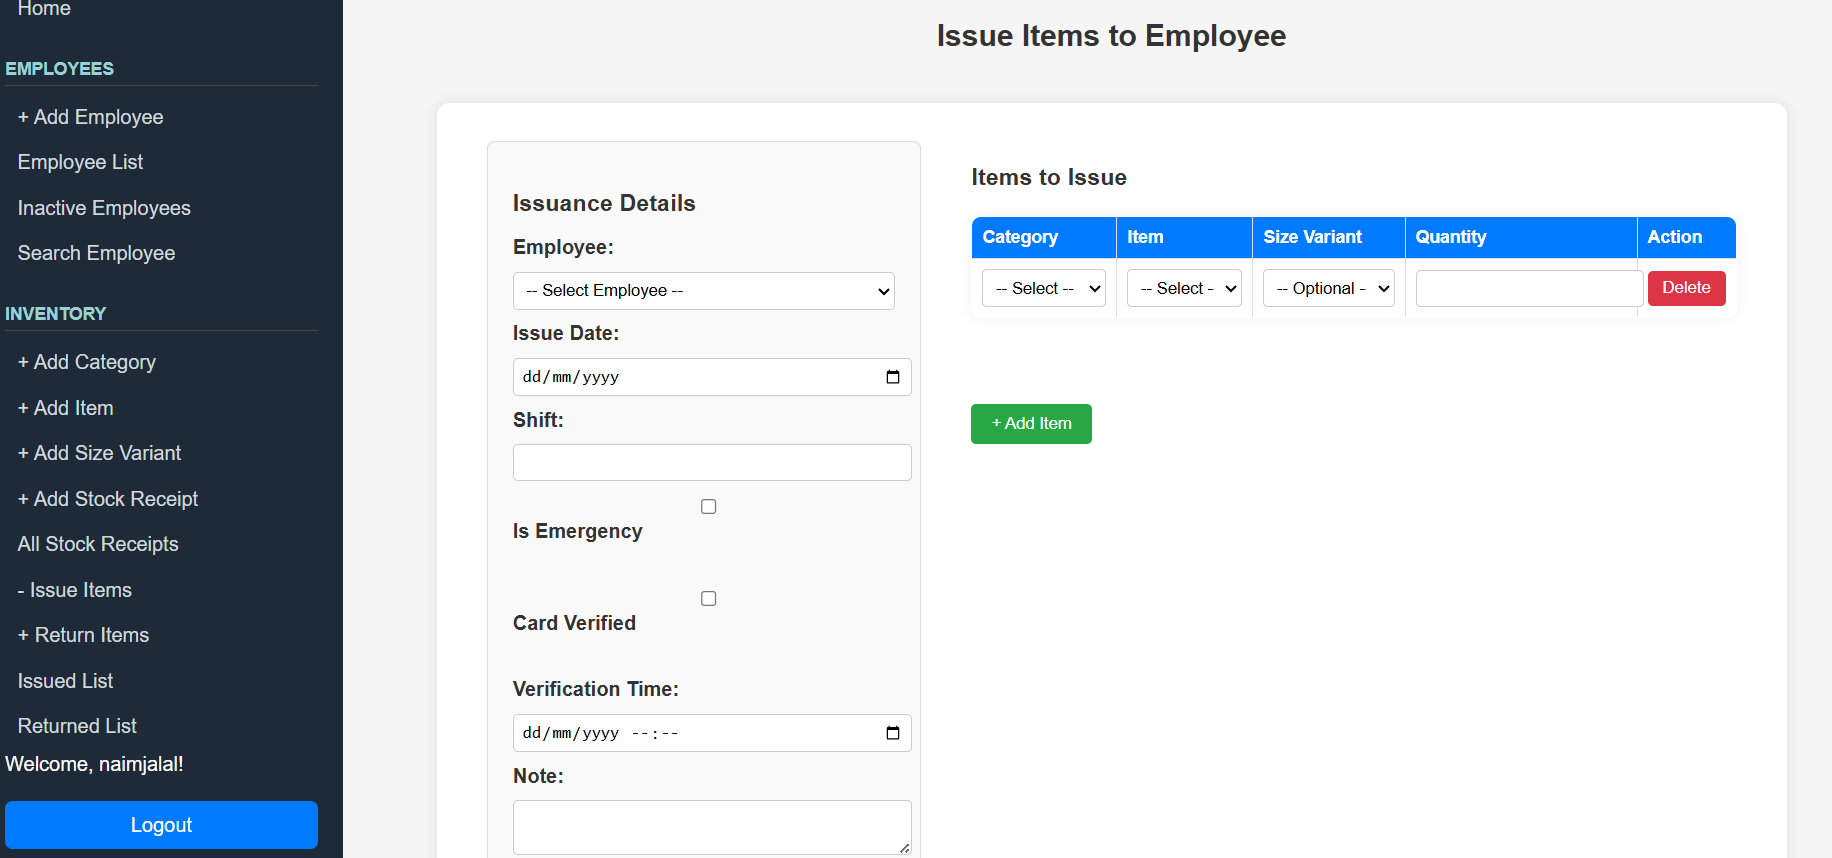 Home
EMPLOYEES
+ Add Employee
Employee List
Inactive Employees
Search Employee
INVENTORY
+ Add Category
+ Add Item
+ Add Size Variant
+ Add Stock Receipt
All Stock Receipts
- Issue Items
+ Return Items
Issued List
Returned List
Welcome, naimjalal!
Logout
Issue Items to Employee
Issuance Details
Employee:
-- Select Employee --
Issue Date:
dd/mm/yyyy
Shift:
Is Emergency
Card Verified
Verification Time:
dd/mm/yyyy --:--
Note:
Items to Issue
Category Item Size Variant Quantity Action
-- Select -- -- Select - -- Optional - Delete
+ Add Item